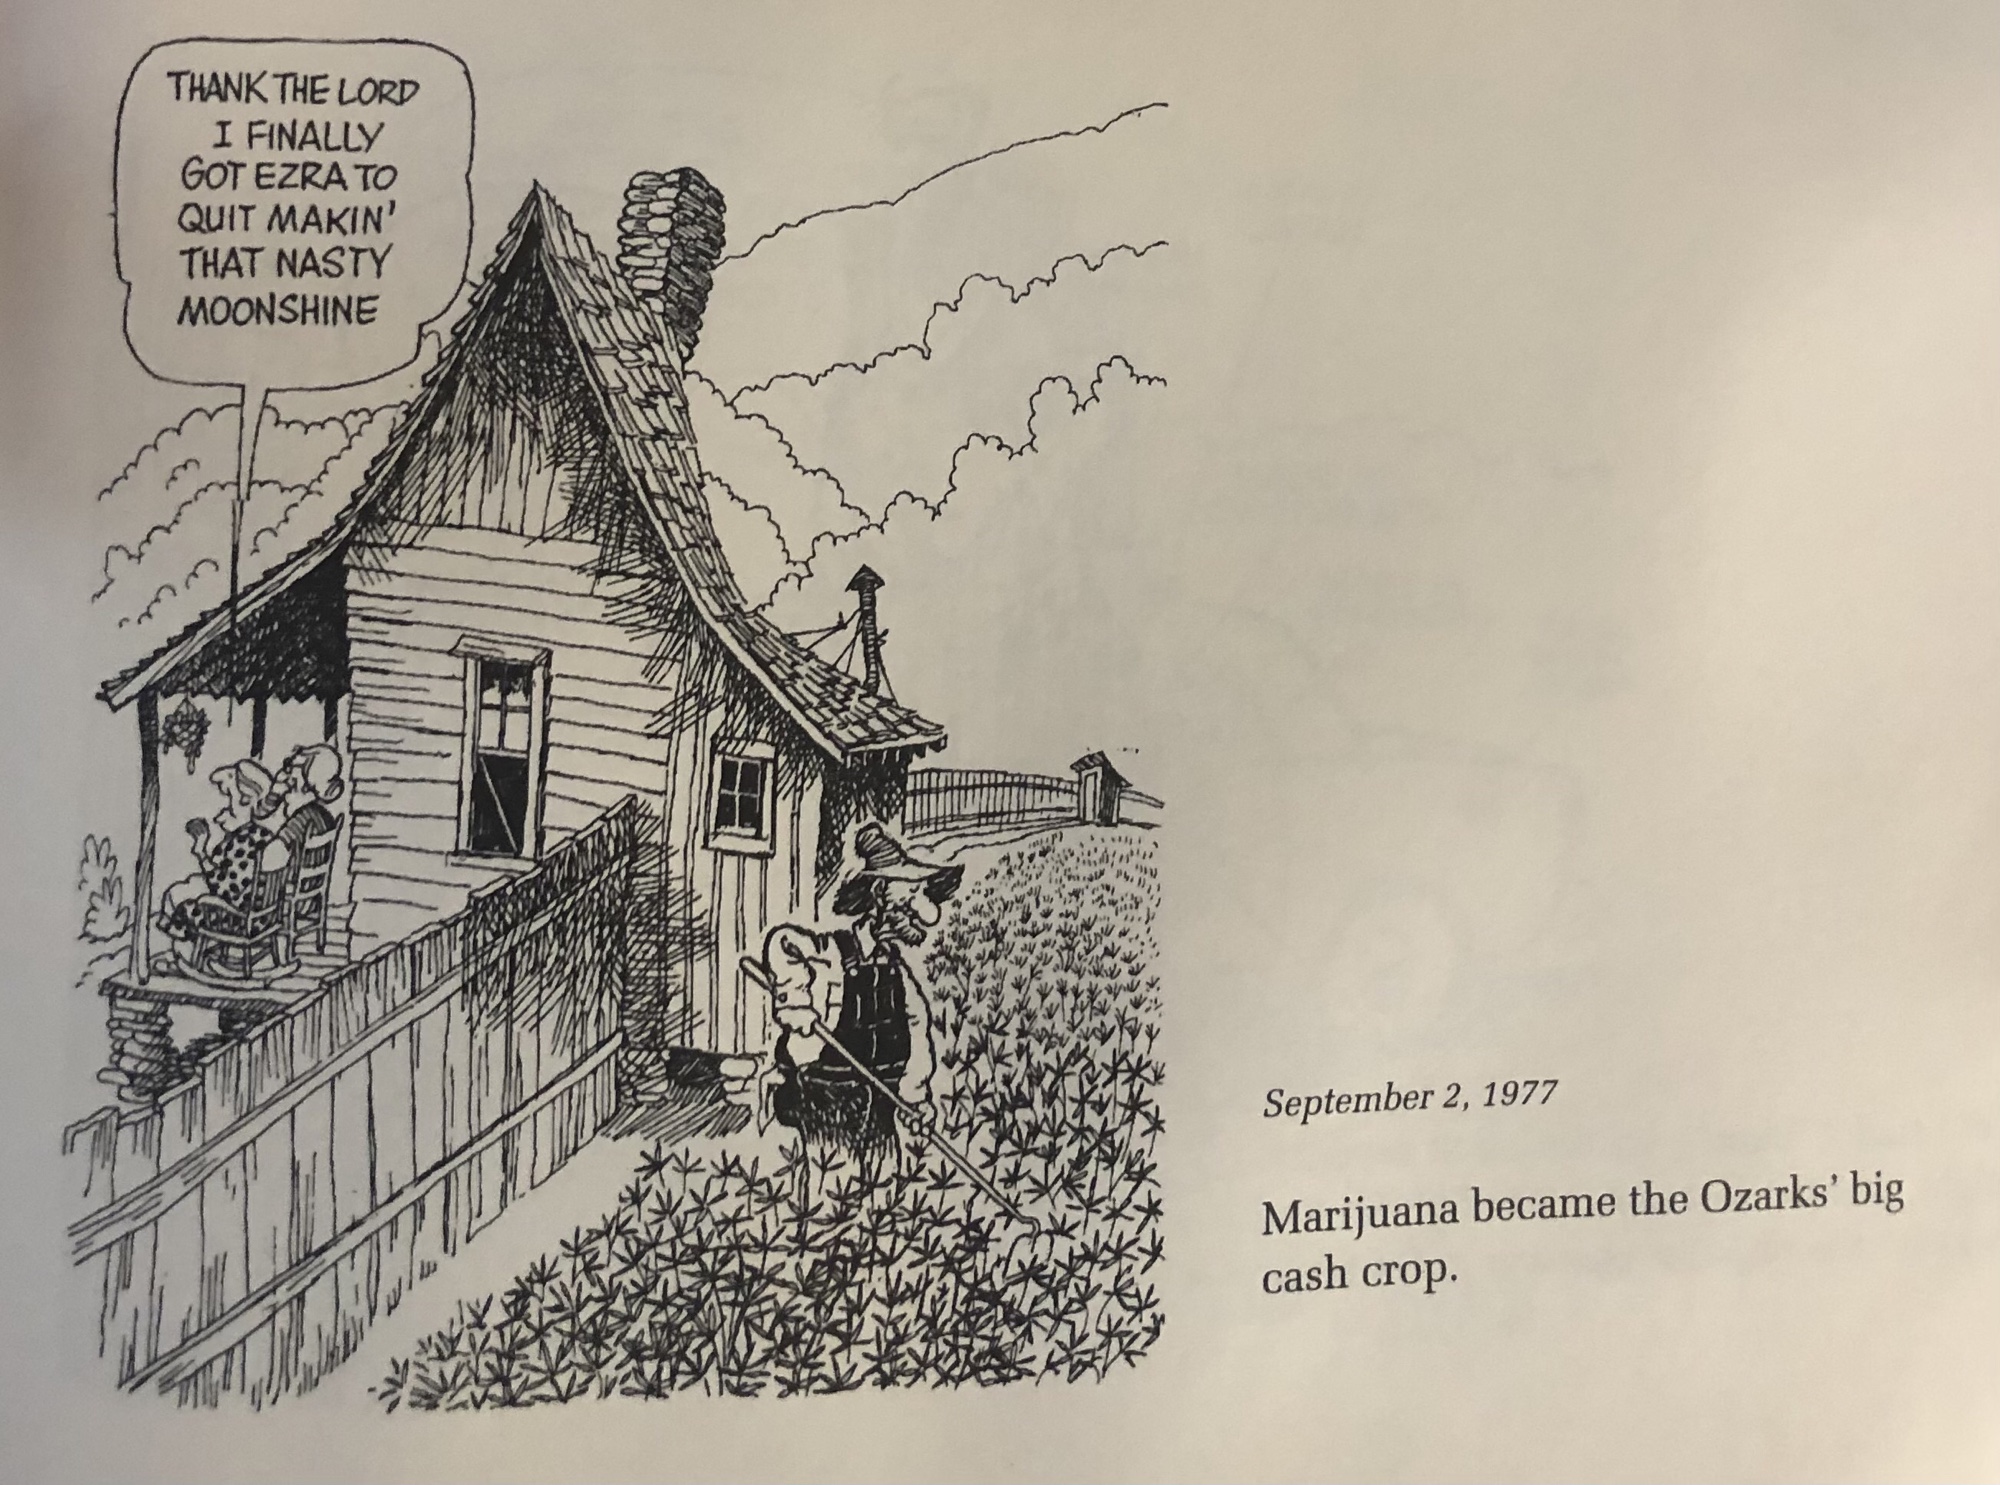 THANK THE LORD
I FINALLY
GOT EZRA TO
QUIT MAKIN'
THAT NASTY
MOONSHINE
September 2, 1977
Marijuana became the Ozarks' big
cash crop.